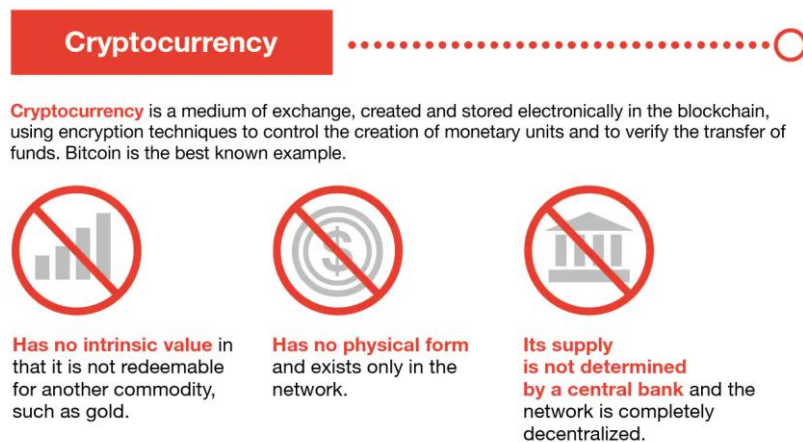 Cryptocurrency
Cryptocurrency is a medium of exchange, created and stored electronically in the blockchain,
using encryption techniques to control the creation of monetary units and to verify the transfer of
funds. Bitcoin is the best known example.
$
Has no intrinsic value in
that it is not redeemable
for another commodity,
such as gold.
Has no physical form
and exists only in the
network.
Its supply
is not determined
by a central bank and the
network is completely
decentralized.